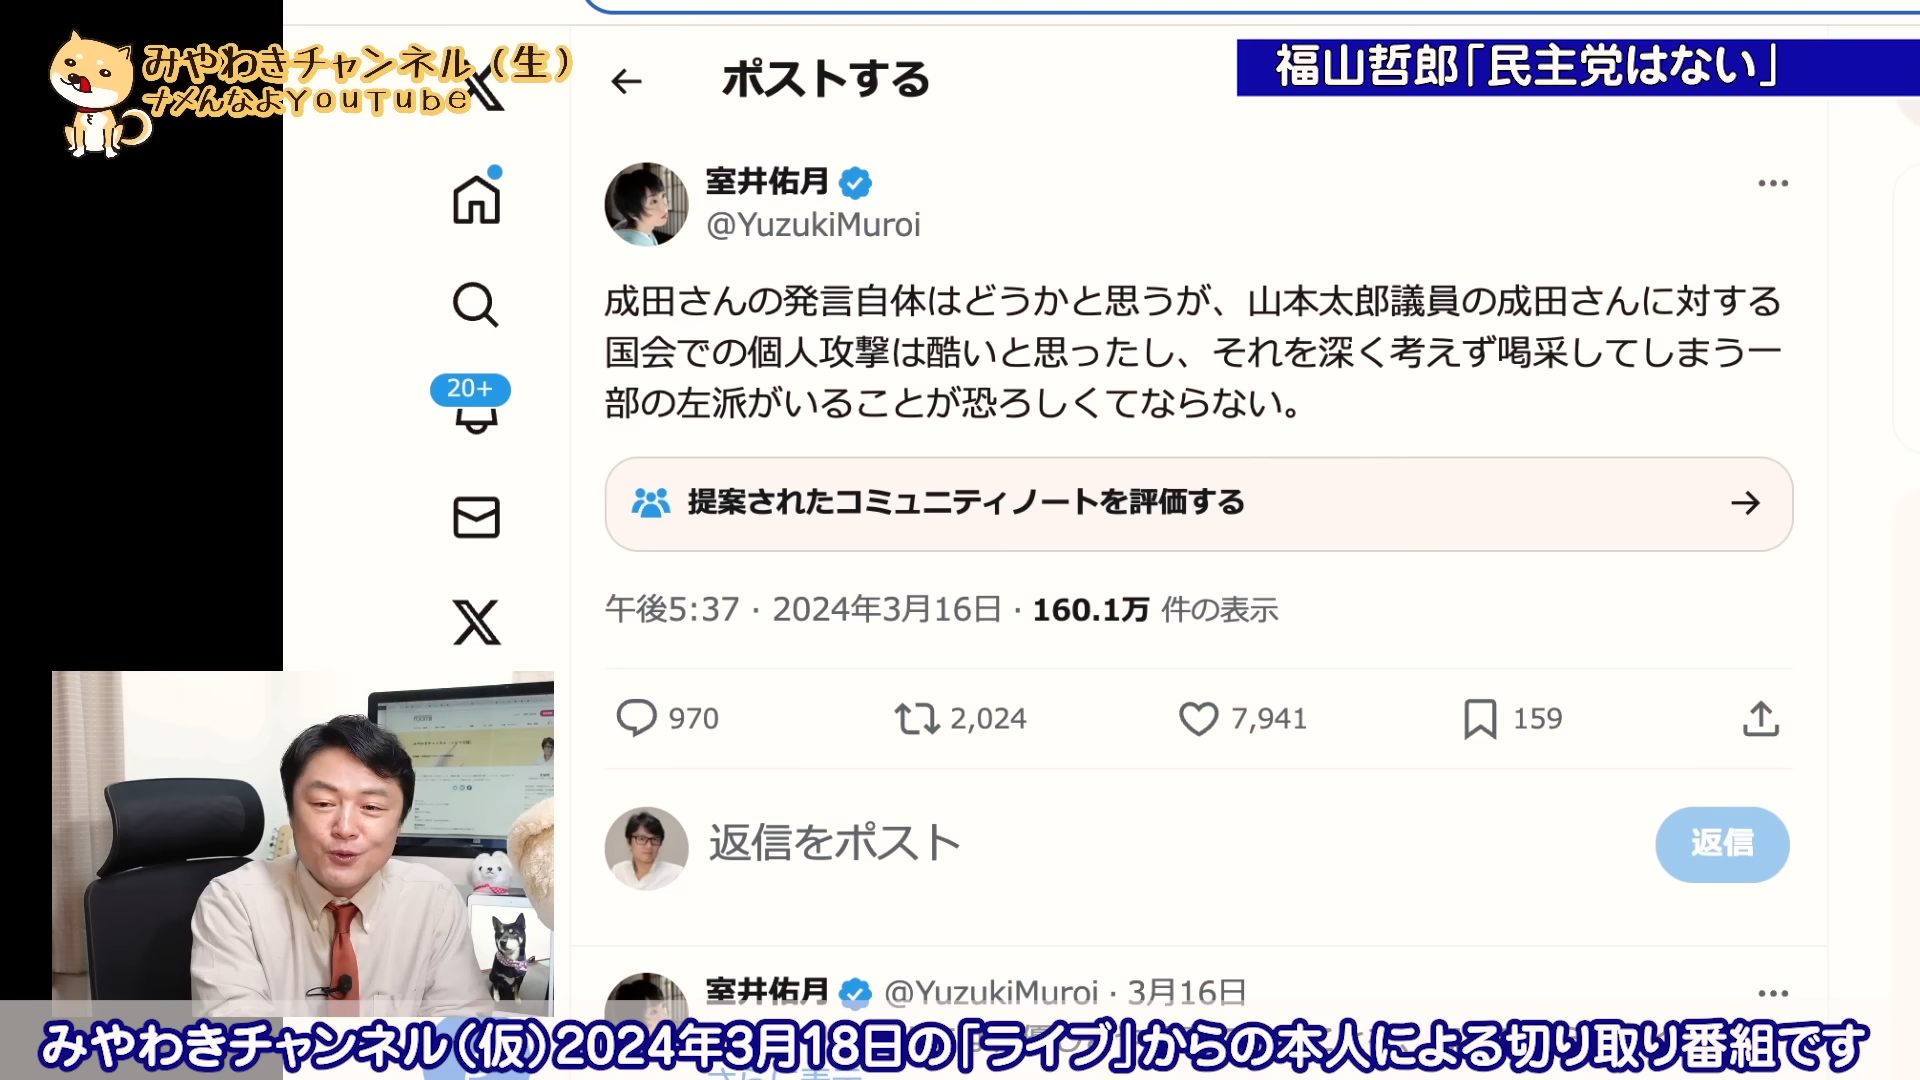 みやわきチャンネル（生）
ナメんなよYouTube
ポストする
福山哲郎「民主党はない」
室井佑月
@YuzukiMuroi
成田さんの発言自体はどうかと思うが、山本太郎議員の成田さんに対する
国会での個人攻撃は酷いと思ったし、それを深く考えず喝采してしまう一
部の左派がいることが恐ろしくてならない。
20+
提案されたコミュニティノートを評価する
午後5:37 · 2024年3月16日 · 160.1万 件の表示
970 2,024 7,941 159
返信をポスト
返信
室井佑月 @YuzukiMuroi · 3月16日
みやわきチャンネル（仮）2024年3月18日の「ライブ」からの本人による切り取り番組です